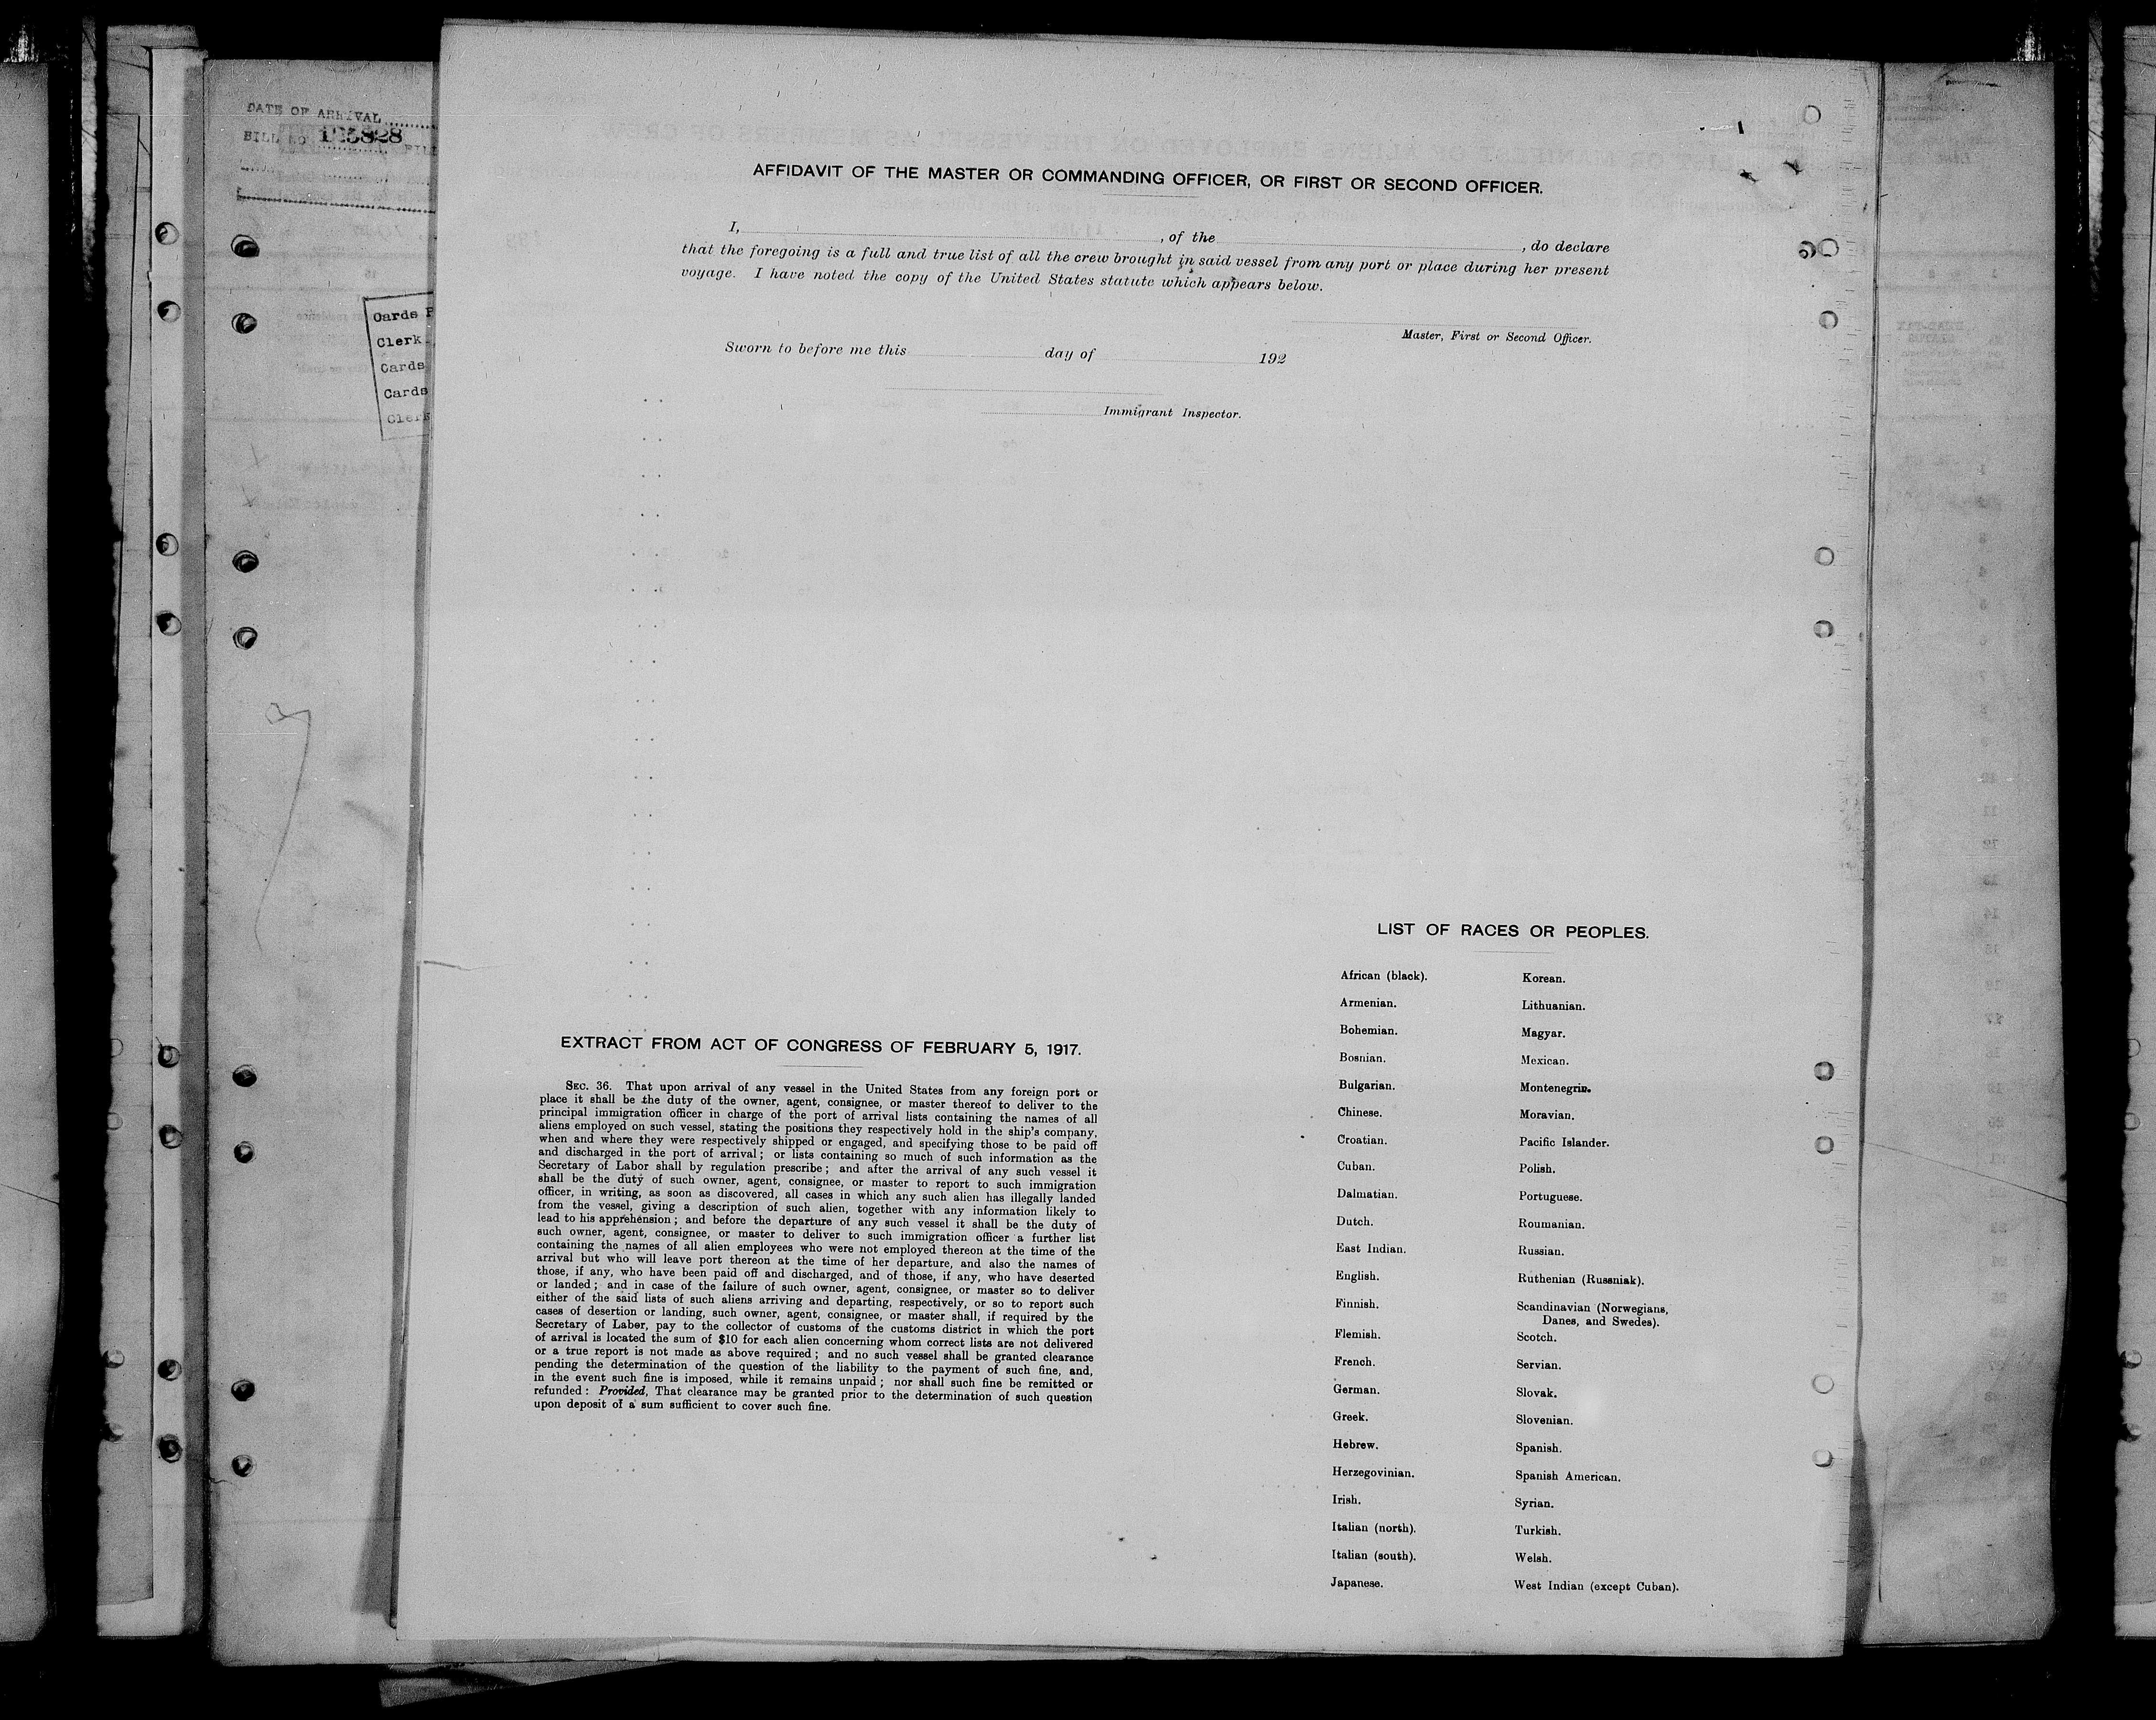 DATE OF ARRIVAL
BILL NO 195828 FILE
Cards
Clerk
Cards
Cards
Clerk
AFFIDAVIT OF THE MASTER OR COMMANDING OFFICER, OR FIRST OR SECOND OFFICER.
I, , of the , do declare
that the foregoing is a full and true list of all the crew brought in said vessel from any port or place during her present
voyage. I have noted the copy of the United States statute which appears below.
Master, First or Second Officer.
Sworn to before me this day of 192
Immigrant Inspector.
EXTRACT FROM ACT OF CONGRESS OF FEBRUARY 5, 1917.
SEC. 36. That upon arrival of any vessel in the United States from any foreign port or
place it shall be the duty of the owner, agent, consignee, or master thereof to deliver to the
principal immigration officer in charge of the port of arrival lists containing the names of all
aliens employed on such vessel, stating the positions they respectively hold in the ship's company,
when and where they were respectively shipped or engaged, and specifying those to be paid off
and discharged in the port of arrival; or lists containing so much of such information as the
Secretary of Labor shall by regulation prescribe; and after the arrival of any such vessel it
shall be the duty of such owner, agent, consignee, or master to report to such immigration
officer, in writing, as soon as discovered, all cases in which any such alien has illegally landed
from the vessel, giving a description of such alien, together with any information likely to
lead to his apprehension; and before the departure of any such vessel it shall be the duty of
such owner, agent, consignee, or master to deliver to such immigration officer a further list
containing the names of all alien employees who were not employed thereon at the time of the
arrival but who will leave port thereon at the time of her departure, and also the names of
those, if any, who have been paid off and discharged, and of those, if any, who have deserted
or landed; and in case of the failure of such owner, agent, consignee, or master so to deliver
either of the said lists of such aliens arriving and departing, respectively, or so to report such
cases of desertion or landing, such owner, agent, consignee, or master shall, if required by the
Secretary of Labor, pay to the collector of customs of the customs district in which the port
of arrival is located the sum of $10 for each alien concerning whom correct lists are not delivered
or a true report is not made as above required; and no such vessel shall be granted clearance
pending the determination of the question of the liability to the payment of such fine, and,
in the event such fine is imposed, while it remains unpaid; nor shall such fine be remitted or
refunded: Provided, That clearance may be granted prior to the determination of such question
upon deposit of a sum sufficient to cover such fine.
LIST OF RACES OR PEOPLES.
African (black).
Armenian.
Bohemian.
Bosnian.
Bulgarian.
Chinese.
Croatian.
Cuban.
Dalmatian.
Dutch.
East Indian.
English.
Finnish.
Flemish.
French.
German.
Greek.
Hebrew.
Herzegovinian.
Irish.
Italian (north).
Italian (south).
Japanese.
Korean.
Lithuanian.
Magyar.
Mexican.
Montenegrin.
Moravian.
Pacific Islander.
Polish.
Portuguese.
Roumanian.
Russian.
Ruthenian (Russniak).
Scandinavian (Norwegians,
Danes, and Swedes).
Scotch.
Servian.
Slovak.
Slovenian.
Spanish.
Spanish American.
Syrian.
Turkish.
Welsh.
West Indian (except Cuban).